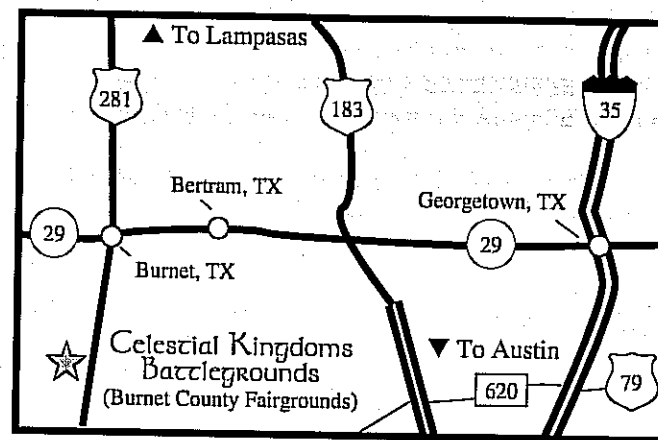 ▲ To Lampasas
281
183
35
Bertram, TX
Georgetown, TX
29
29
Burnet, TX
Celestial Kingdoms
Battlegrounds
(Burnet County Fairgrounds)
▼ To Austin
620
79